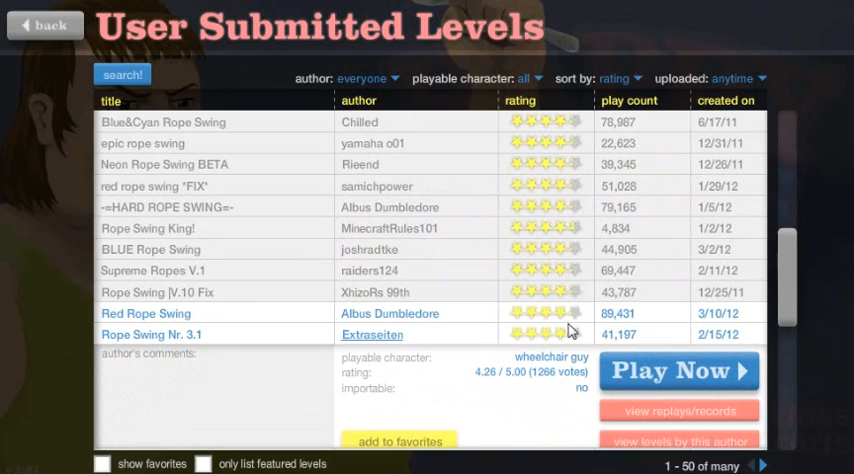 back
User Submitted Levels
search!
author: everyone playable character: all sort by: rating uploaded: anytime
title author rating play count created on
Blue&Cyan Rope Swing Chilled 78,987 6/17/11
epic rope swing yamaha o01 22,623 12/31/11
Neon Rope Swing BETA Rieend 39,345 12/26/11
red rope swing *FIX* samichpower 51,028 1/29/12
-=HARD ROPE SWING=- Albus Dumbledore 79,165 1/5/12
Rope Swing King! MinecraftRules101 4,834 1/2/12
BLUE Rope Swing joshradtke 44,905 3/2/12
Supreme Ropes V.1 raiders124 69,447 2/11/12
Rope Swing |V.10 Fix XhizoRs 99th 43,787 12/25/11
Red Rope Swing Albus Dumbledore 89,431 3/10/12
Rope Swing Nr. 3.1 Extraseiten 41,197 2/15/12
author's comments:
playable character: wheelchair guy
rating: 4.26 / 5.00 (1266 votes)
importable: no
Play Now
view replays/records
add to favorites
view levels by this author
show favorites only list featured levels
1 - 50 of many